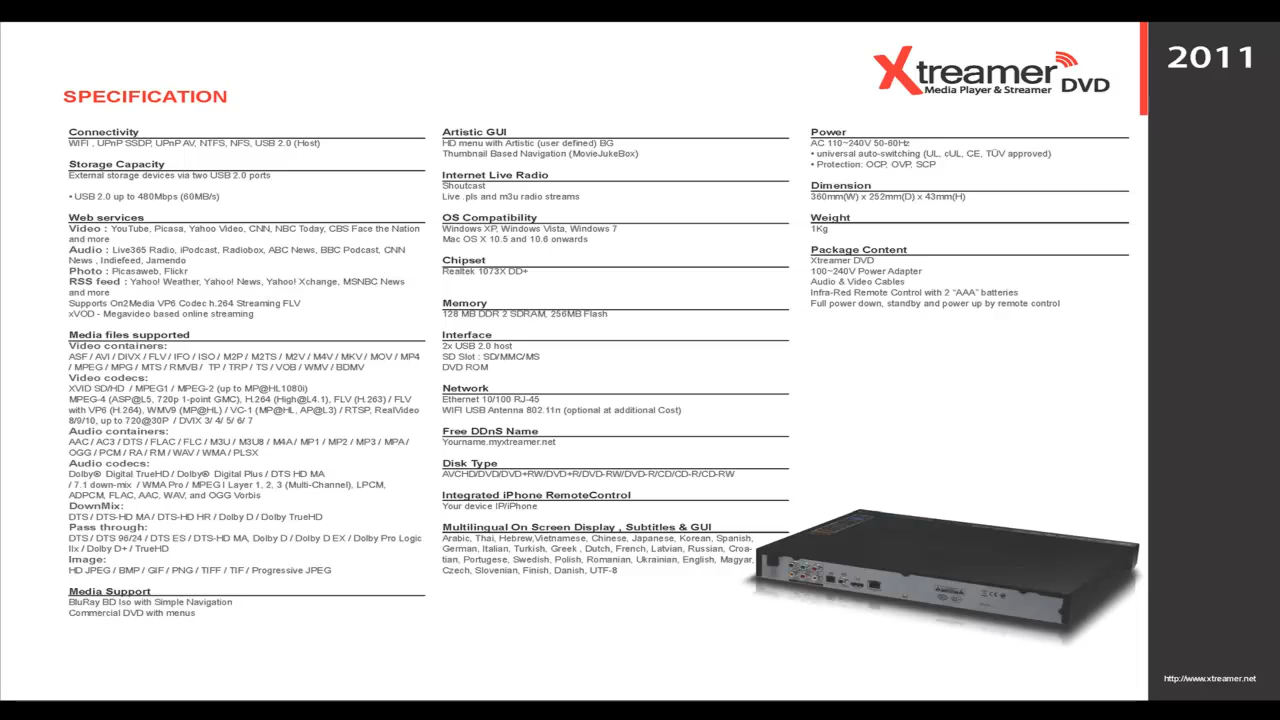 2011
Xtreamer
Media Player & Streamer DVD
SPECIFICATION
Connectivity
WIFI , UPnP SSDP, UPnP AV, NTFS, NFS, USB 2.0 (Host)
Storage Capacity
External storage devices via two USB 2.0 ports
• USB 2.0 up to 480Mbps (60MB/s)
Web services
Video : YouTube, Picasa, Yahoo Video, CNN, NBC Today, CBS Face the Nation
and more
Audio : Live365 Radio, iPodcast, Radiobox, ABC News, BBC Podcast, CNN
News , Indiefeed, Jamendo
Photo : Picasaweb, Flickr
RSS feed : Yahoo! Weather, Yahoo! News, Yahoo! Xchange, MSNBC News
and more
Supports On2Media VP6 Codec h.264 Streaming FLV
xVOD - Megavideo based online streaming
Media files supported
Video containers:
ASF / AVI / DIVX / FLV / IFO / ISO / M2P / M2TS / M2V / M4V / MKV / MOV / MP4
/ MPEG / MPG / MTS / RMVB / TP / TRP / TS / VOB / WMV / BDMV
Video codecs:
XVID SD/HD / MPEG1 / MPEG-2 (up to MP@HL1080i)
MPEG-4 (ASP@L5, 720p 1-point GMC), H.264 (High@L4.1), FLV (H.263) / FLV
with VP6 (H.264), WMV9 (MP@HL) / VC-1 (MP@HL, AP@L3) / RTSP, RealVideo
8/9/10, up to 720@30P / DVIX 3/ 4/ 5/ 6/ 7
Audio containers:
AAC / AC3 / DTS / FLAC / FLC / M3U / M3U8 / M4A / MP1 / MP2 / MP3 / MPA /
OGG / PCM / RA / RM / WAV / WMA / PLSX
Audio codecs:
Dolby® Digital TrueHD / Dolby® Digital Plus / DTS HD MA
/ 7.1 down-mix / WMA Pro / MPEG I Layer 1, 2, 3 (Multi-Channel), LPCM,
ADPCM, FLAC, AAC, WAV, and OGG Vorbis
DownMix:
DTS / DTS-HD MA / DTS-HD HR / Dolby D / Dolby TrueHD
Pass through:
DTS / DTS 96/24 / DTS ES / DTS-HD MA, Dolby D / Dolby D EX / Dolby Pro Logic
IIx / Dolby D+ / TrueHD
Image:
HD JPEG / BMP / GIF / PNG / TIFF / TIF / Progressive JPEG
Media Support
BluRay BD Iso with Simple Navigation
Commercial DVD with menus
Artistic GUI
HD menu with Artistic (user defined) BG
Thumbnail Based Navigation (MovieJukeBox)
Internet Live Radio
Shoutcast
Live .pls and m3u radio streams
OS Compatibility
Windows XP, Windows Vista, Windows 7
Mac OS X 10.5 and 10.6 onwards
Chipset
Realtek 1073X DD+
Memory
128 MB DDR 2 SDRAM, 256MB Flash
Interface
2x USB 2.0 host
SD Slot : SD/MMC/MS
DVD ROM
Network
Ethernet 10/100 RJ-45
WIFI USB Antenna 802.11n (optional at additional Cost)
Free DDnS Name
Yourname.myxtreamer.net
Disk Type
AVCHD/DVD/DVD+RW/DVD+R/DVD-RW/DVD-R/CD/CD-R/CD-RW
Integrated iPhone RemoteControl
Your device IP/iPhone
Multilingual On Screen Display , Subtitles & GUI
Arabic, Thai, Hebrew,Vietnamese, Chinese, Japanese, Korean, Spanish,
German, Italian, Turkish, Greek , Dutch, French, Latvian, Russian, Croa-
tian, Portugese, Swedish, Polish, Romanian, Ukrainian, English, Magyar,
Czech, Slovenian, Finish, Danish, UTF-8
Power
AC 110~240V 50-60Hz
• universal auto-switching (UL, cUL, CE, TÜV approved)
• Protection: OCP, OVP, SCP
Dimension
360mm(W) x 252mm(D) x 43mm(H)
Weight
1Kg
Package Content
Xtreamer DVD
100~240V Power Adapter
Audio & Video Cables
Infra-Red Remote Control with 2 “AAA” batteries
Full power down, standby and power up by remote control
http://www.xtreamer.net